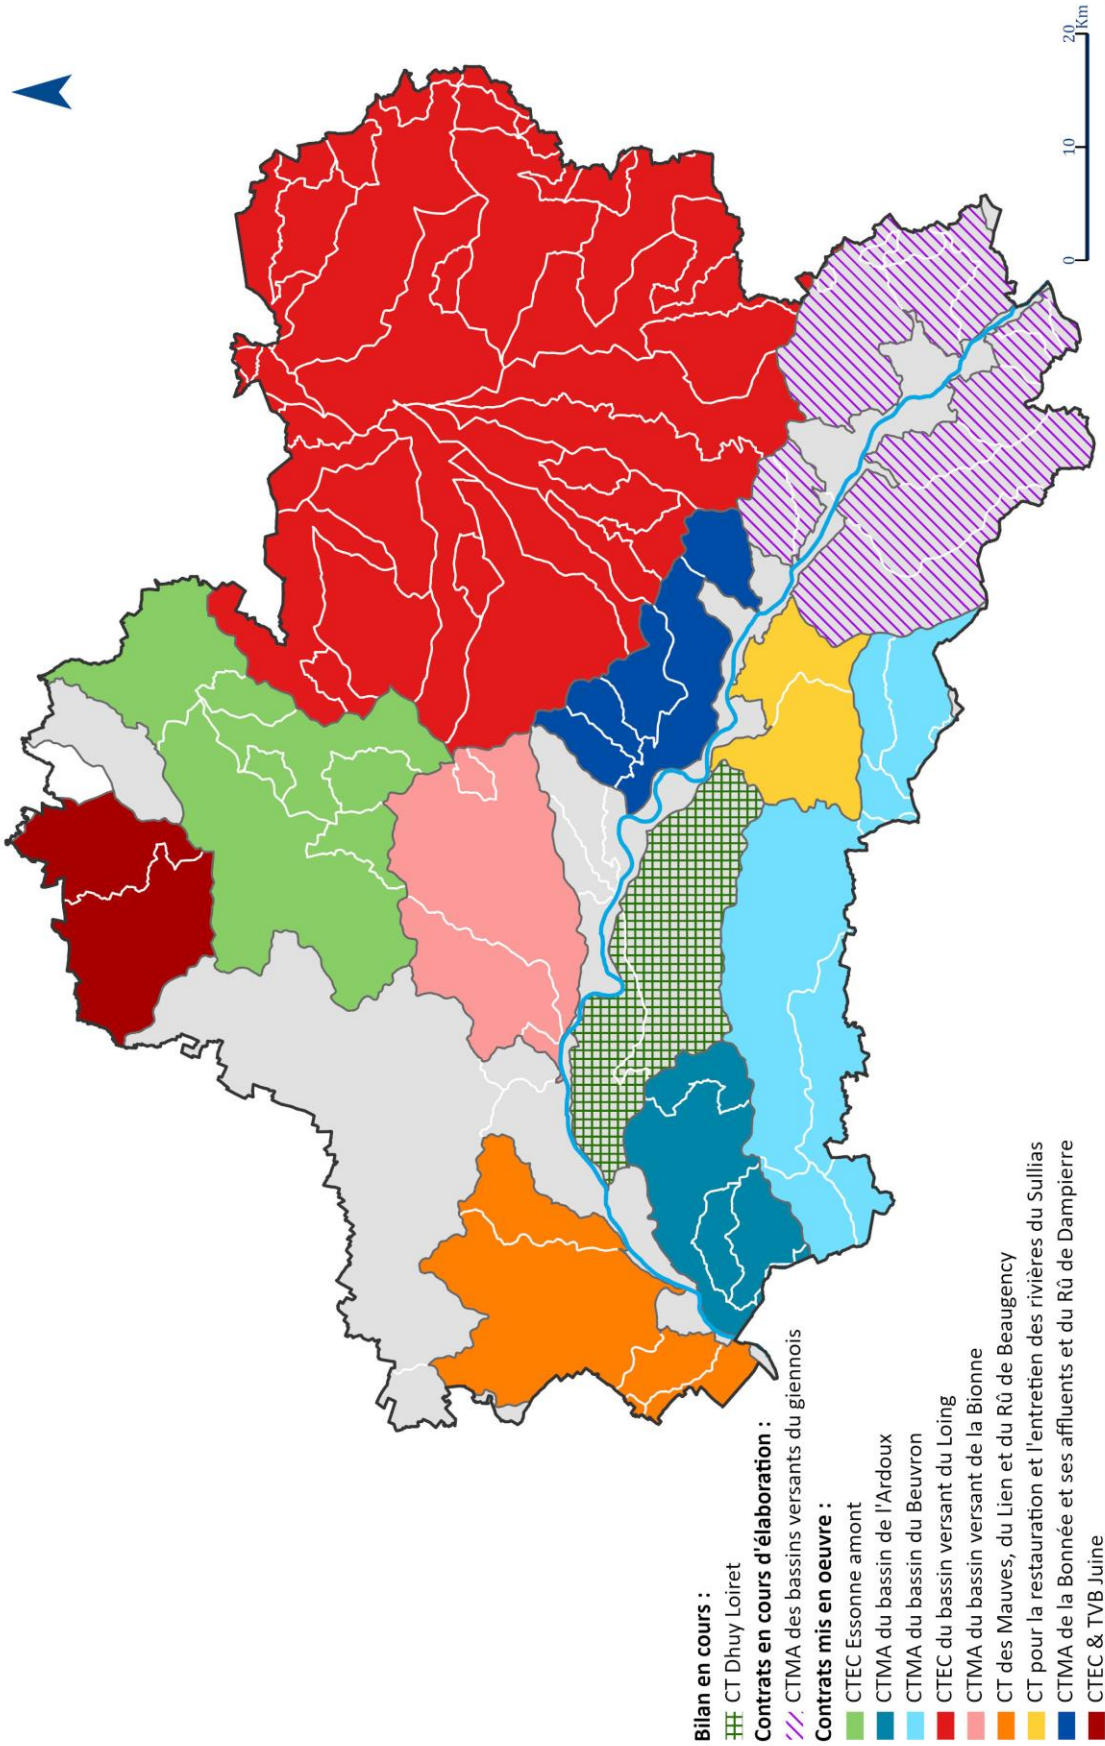 Bilan en cours :
CT Dhuy Loiret
Contrats en cours d'élaboration :
CTMA des bassins versants du giennois
Contrats mis en oeuvre :
CTEC Essonne amont
CTMA du bassin de l'Ardoux
CTMA du bassin du Beuvron
CTEC du bassin versant du Loing
CTMA du bassin versant de la Bionne
CT des Mauves, du Lien et du Rû de Beaugency
CT pour la restauration et l'entretien des rivières du Sullias
CTMA de la Bonnée et ses affluents et du Rû de Dampierre
CTEC & TVB Juine
0 10 20
Km